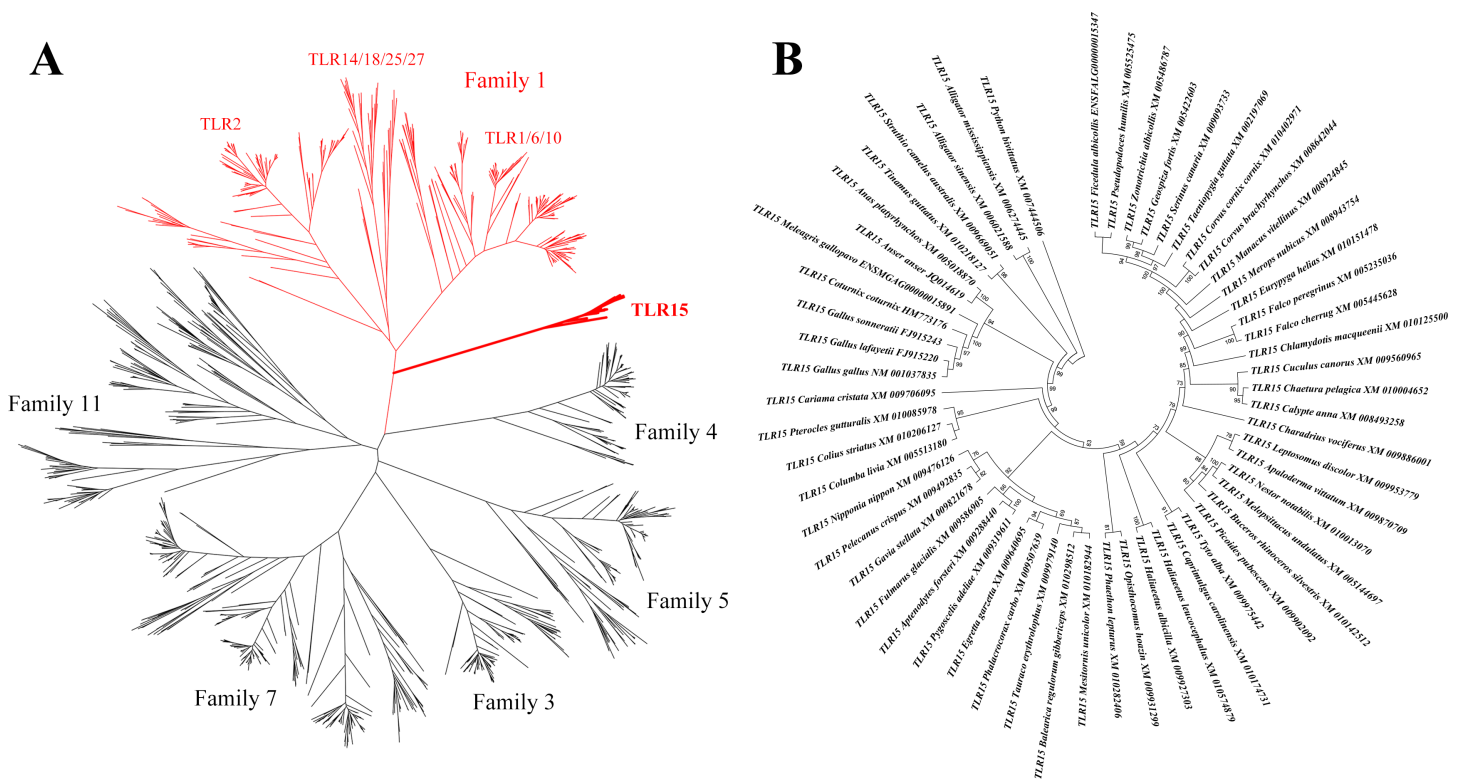 A
TLR14/18/25/27
Family 1
TLR2
TLR1/6/10
TLR15
Family 11
Family 4
Family 5
Family 7
Family 3
B
TLR15 Ficedula albicollis ENSFALG00000015347
TLR15 Pseudopodoces humilis XM 005525475
TLR15 Zonotrichia albicollis XM 005486787
TLR15 Geospiza fortis XM 005422603
TLR15 Serinus canaria XM 009093733
TLR15 Taeniopygia guttata XM 002197069
TLR15 Corvus cornix cornix XM 010402971
TLR15 Corvus brachyrhynchos XM 008642044
TLR15 Manacus vitellinus XM 008924845
TLR15 Merops nubicus XM 008943754
TLR15 Eurypyga helias XM 010151478
TLR15 Falco peregrinus XM 005235036
TLR15 Falco cherrug XM 005445628
TLR15 Chlamydotis macqueenii XM 010125500
TLR15 Cuculus canorus XM 009560965
TLR15 Chaetura pelagica XM 010004652
TLR15 Calypte anna XM 008493258
TLR15 Charadrius vociferus XM 009886001
TLR15 Leptosomus discolor XM 009953779
TLR15 Apaloderma vittatum XM 009870709
TLR15 Nestor notabilis XM 010013070
TLR15 Melopsittacus undulatus XM 005144697
TLR15 Buceros rhinoceros silvestris XM 010142512
TLR15 Picoides pubescens XM 009902092
TLR15 Tyto alba XM 009975442
TLR15 Caprimulgus carolinensis XM 010174731
TLR15 Haliaeetus leucocephalus XM 010574879
TLR15 Haliaeetus albicilla XM 009927303
TLR15 Opisthocomus hoazin XM 009931299
TLR15 Phaethon lepturus XM 010282406
TLR15 Mesitornis unicolor XM 010182944
TLR15 Balearica regulorum gibbericeps XM 010298512
TLR15 Tauraco erythrolophus XM 009979140
TLR15 Phalacrocorax carbo XM 009507639
TLR15 Egretta garzetta XM 009640695
TLR15 Pygoscelis adeliae XM 009319611
TLR15 Aptenodytes forsteri XM 009288440
TLR15 Fulmarus glacialis XM 009586905
TLR15 Gavia stellata XM 009821678
TLR15 Pelecanus crispus XM 009492835
TLR15 Nipponia nippon XM 009476126
TLR15 Columba livia XM 005513180
TLR15 Colius striatus XM 010206127
TLR15 Pterocles gutturalis XM 010085978
TLR15 Cariama cristata XM 009706095
TLR15 Gallus gallus NM 001037835
TLR15 Gallus lafayetii FJ915220
TLR15 Gallus sonneratii FJ915243
TLR15 Coturnix coturnix HM773176
TLR15 Meleagris gallopavo ENSMGAG00000015891
TLR15 Anser anser JQ014619
TLR15 Anas platyrhynchos XM 005018870
TLR15 Tinamus guttatus XM 010218127
TLR15 Struthio camelus australis XM 009669051
TLR15 Alligator sinensis XM 006021588
TLR15 Alligator mississippiensis XM 006274445
TLR15 Python bivittatus XM 007444506